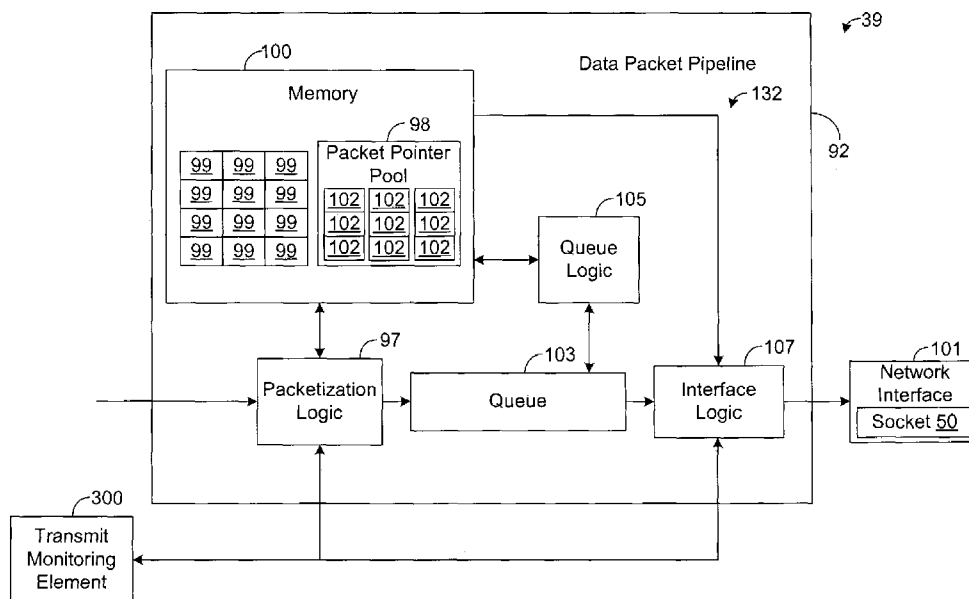 39
100
Data Packet Pipeline
Memory
132
98
92
Packet Pointer
Pool
99 99 99
99 99 99
99 99 99
99 99 99
102 102 102
102 102 102
102 102 102
105
Queue
Logic
97
103
107
101
Packetization
Logic
Queue
Interface
Logic
Network
Interface
Socket 50
300
Transmit
Monitoring
Element